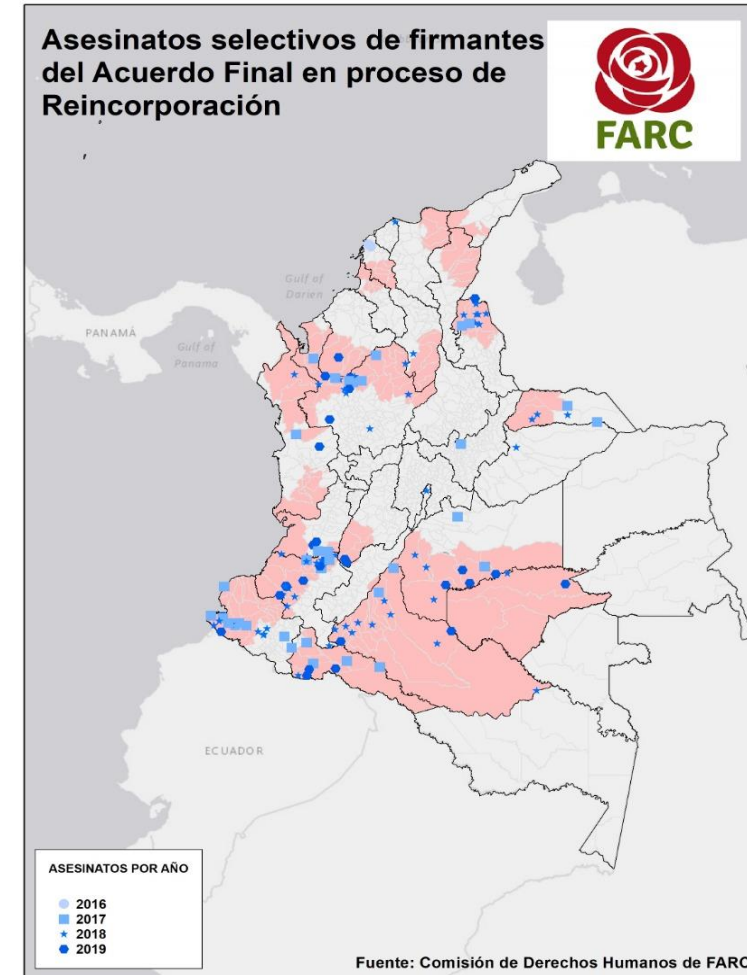 Asesinatos selectivos de firmantes
del Acuerdo Final en proceso de
Reincorporación
FARC
Gulf of
Darien
PANAMÁ
Gulf of
Panama
ECUADOR
ASESINATOS POR AÑO
2016
2017
2018
2019
Fuente: Comisión de Derechos Humanos de FARC